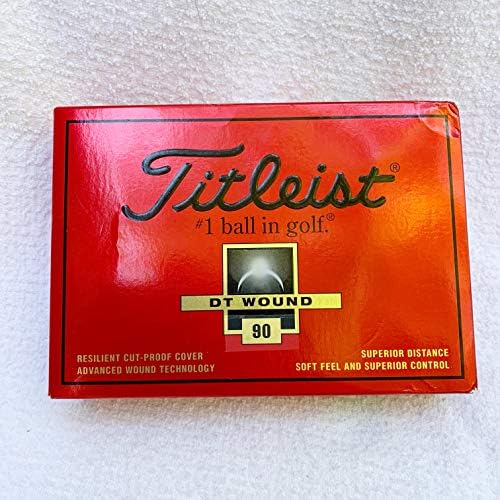 Titleist®
#1 ball in golf.®
DT WOUND
90
RESILIENT CUT-PROOF COVER
ADVANCED WOUND TECHNOLOGY
SUPERIOR DISTANCE
SOFT FEEL AND SUPERIOR CONTROL